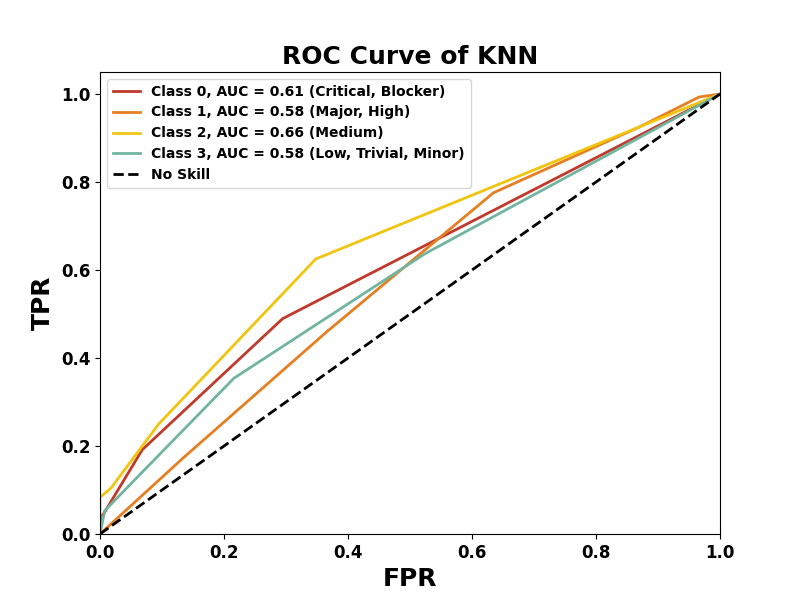 ROC Curve of KNN
Class 0, AUC = 0.61 (Critical, Blocker)
Class 1, AUC = 0.58 (Major, High)
Class 2, AUC = 0.66 (Medium)
Class 3, AUC = 0.58 (Low, Trivial, Minor)
No Skill
TPR
1.0
0.8
0.6
0.4
0.2
0.0
0.0 0.2 0.4 0.6 0.8 1.0
FPR